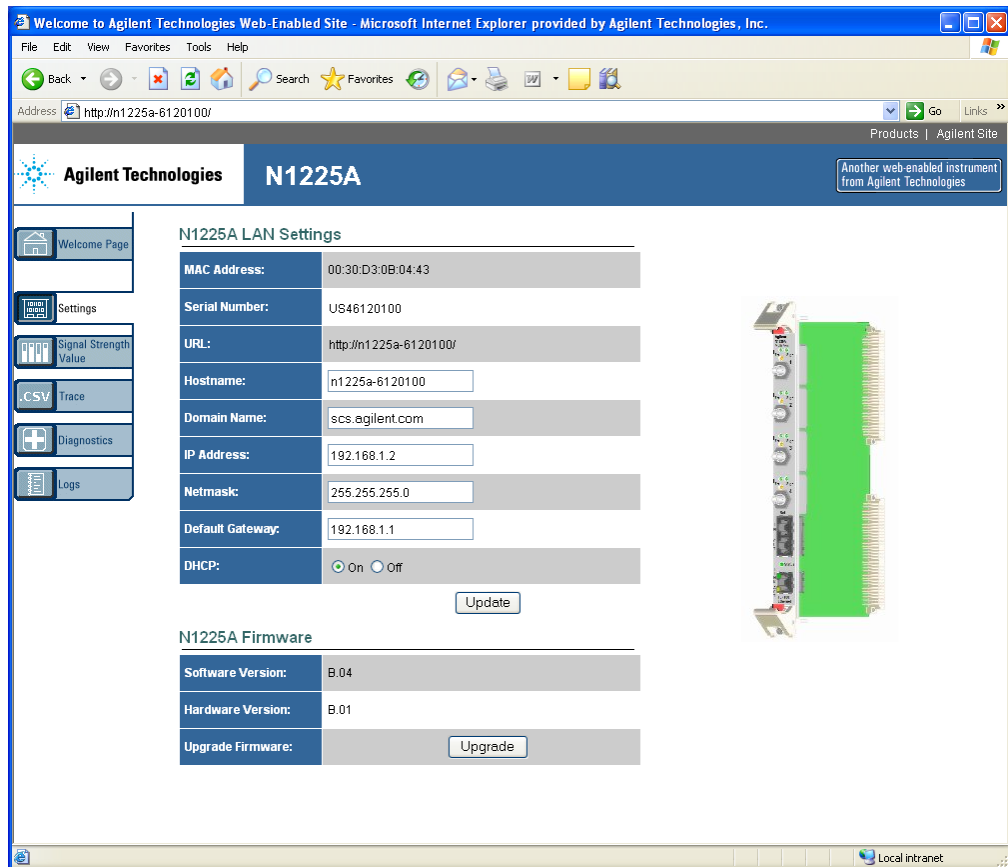 Welcome to Agilent Technologies Web-Enabled Site - Microsoft Internet Explorer provided by Agilent Technologies, Inc.
File Edit View Favorites Tools Help
Back Search Favorites
Address http://n1225a-6120100/ Go Links »
Products | Agilent Site
Agilent Technologies
N1225A
Another web-enabled instrument
from Agilent Technologies
Welcome Page
Settings
Signal Strength
Value
.CSV Trace
Diagnostics
Logs
N1225A LAN Settings
MAC Address: 00:30:D3:0B:04:43
Serial Number: US46120100
URL: http://n1225a-6120100/
Hostname: n1225a-6120100
Domain Name: scs.agilent.com
IP Address: 192.168.1.2
Netmask: 255.255.255.0
Default Gateway: 192.168.1.1
DHCP: On Off
Update
N1225A Firmware
Software Version: B.04
Hardware Version: B.01
Upgrade Firmware: Upgrade
Local intranet